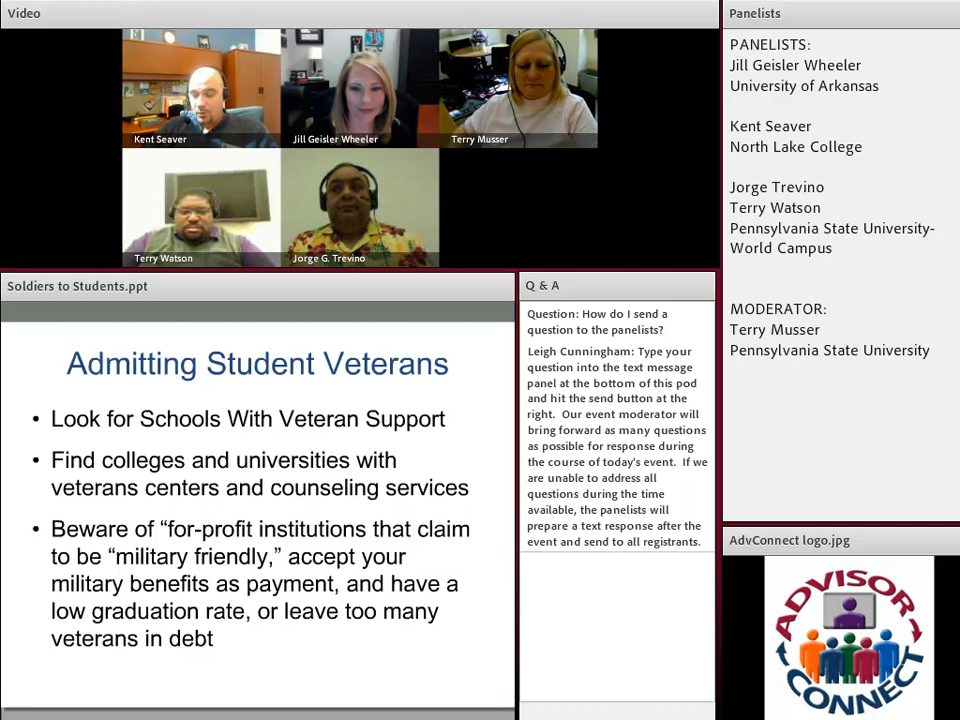 Video
Kent Seaver
Jill Geisler Wheeler
Terry Musser
Terry Watson
Jorge G. Trevino
Soldiers to Students.ppt
Admitting Student Veterans
• Look for Schools With Veteran Support
• Find colleges and universities with
veterans centers and counseling services
• Beware of “for-profit institutions that claim
to be “military friendly,” accept your
military benefits as payment, and have a
low graduation rate, or leave too many
veterans in debt
Q & A
Question: How do I send a
question to the panelists?
Leigh Cunningham: Type your
question into the text message
panel at the bottom of this pod
and hit the send button at the
right.  Our event moderator will
bring forward as many questions
as possible for response during
the course of today's event.  If we
are unable to address all
questions during the time
available, the panelists will
prepare a text response after the
event and send to all registrants.
Panelists
PANELISTS:
Jill Geisler Wheeler
University of Arkansas
Kent Seaver
North Lake College
Jorge Trevino
Terry Watson
Pennsylvania State University-
World Campus
MODERATOR:
Terry Musser
Pennsylvania State University
AdvConnect logo.jpg
ADVISOR
CONNECT